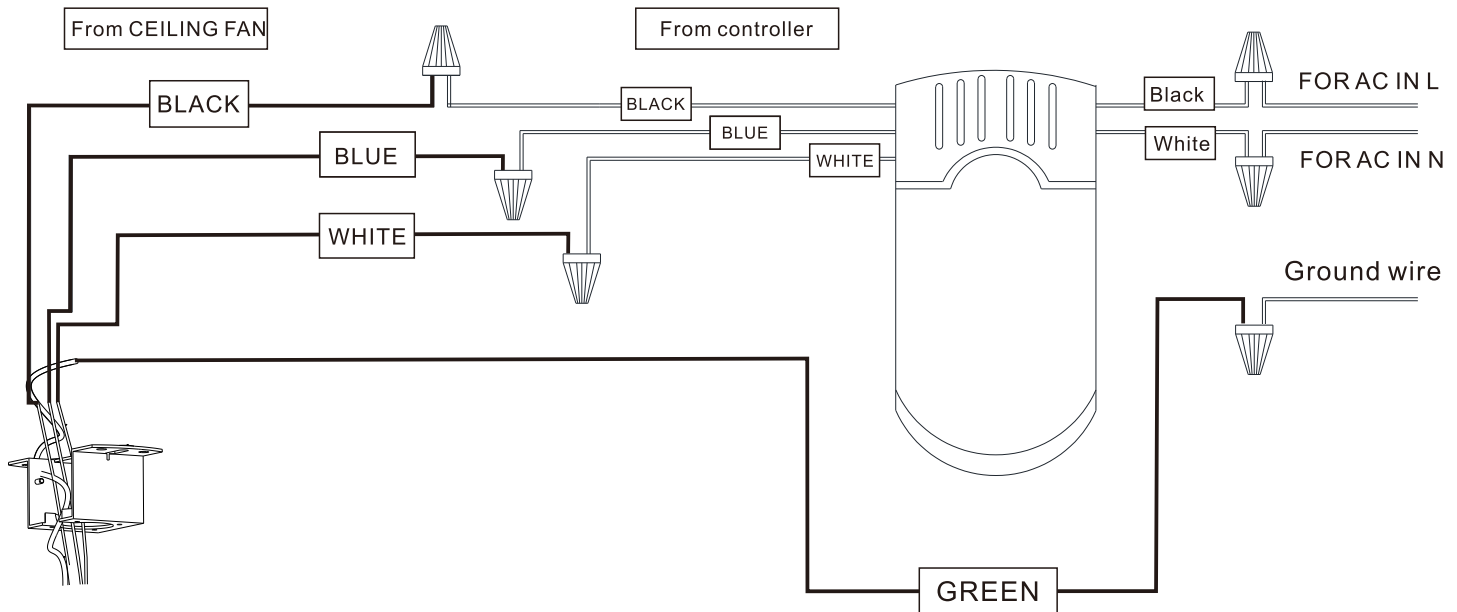 From CEILING FAN
From controller
BLACK
BLACK
Black
FOR AC IN L
BLUE
BLUE
White
FOR AC IN N
WHITE
WHITE
Ground wire
GREEN